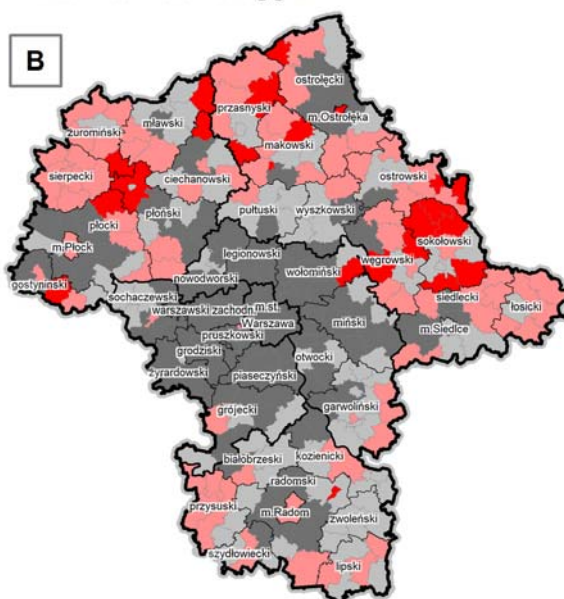 B
ostrołęcki
przasnyski
mławski
m.Ostrołęka
żuromiński
makowski
sierpecki
ciechanowski
ostrowski
płoński
pułtuski
wyszkowski
płocki
sokołowski
m.Płock
legionowski
węgrowski
gostyniński
nowodworski
wołomiński
siedlecki
sochaczewski
łosicki
warszawski zachodn.
m.st.
Warszawa
miński
m.Siedlce
pruszkowski
grodziski
otwocki
żyrardowski
piaseczyński
garwoliński
grójecki
białobrzeski
kozienicki
radomski
przysuski
m.Radom
zwoleński
szydłowiecki
lipski